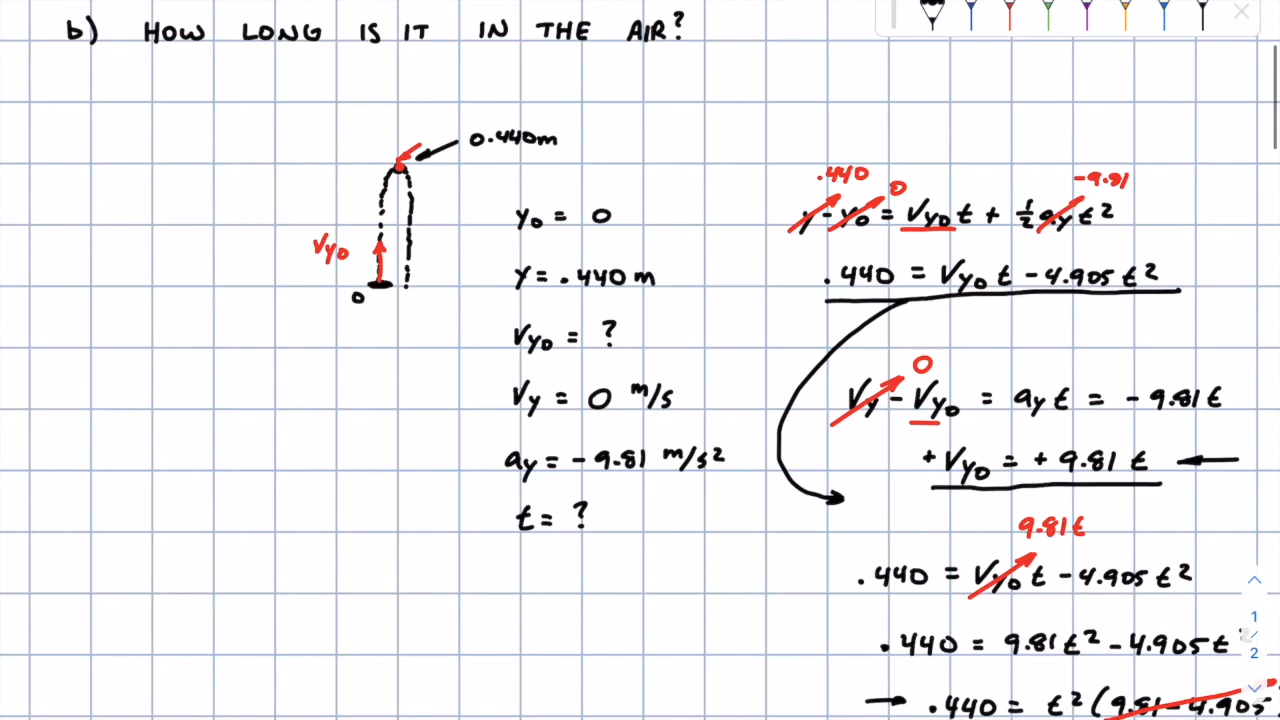 b) HOW LONG IS IT IN THE AIR?
0.440m
Vy0
0
y0 = 0
y = .440 m
Vy0 = ?
Vy = 0 m/s
ay = -9.81 m/s²
t = ?
.440 0 -9.81
y - y0 = Vy0 t + ½ ay t²
.440 = Vy0 t - 4.905 t²
0
Vy - Vy0 = ay t = - 9.81 t
+ Vy0 = + 9.81 t
9.81 t
.440 = Vy0 t - 4.905 t²
.440 = 9.81 t² - 4.905 t²
.440 = t² (9.81 - 4.905
1
/
2